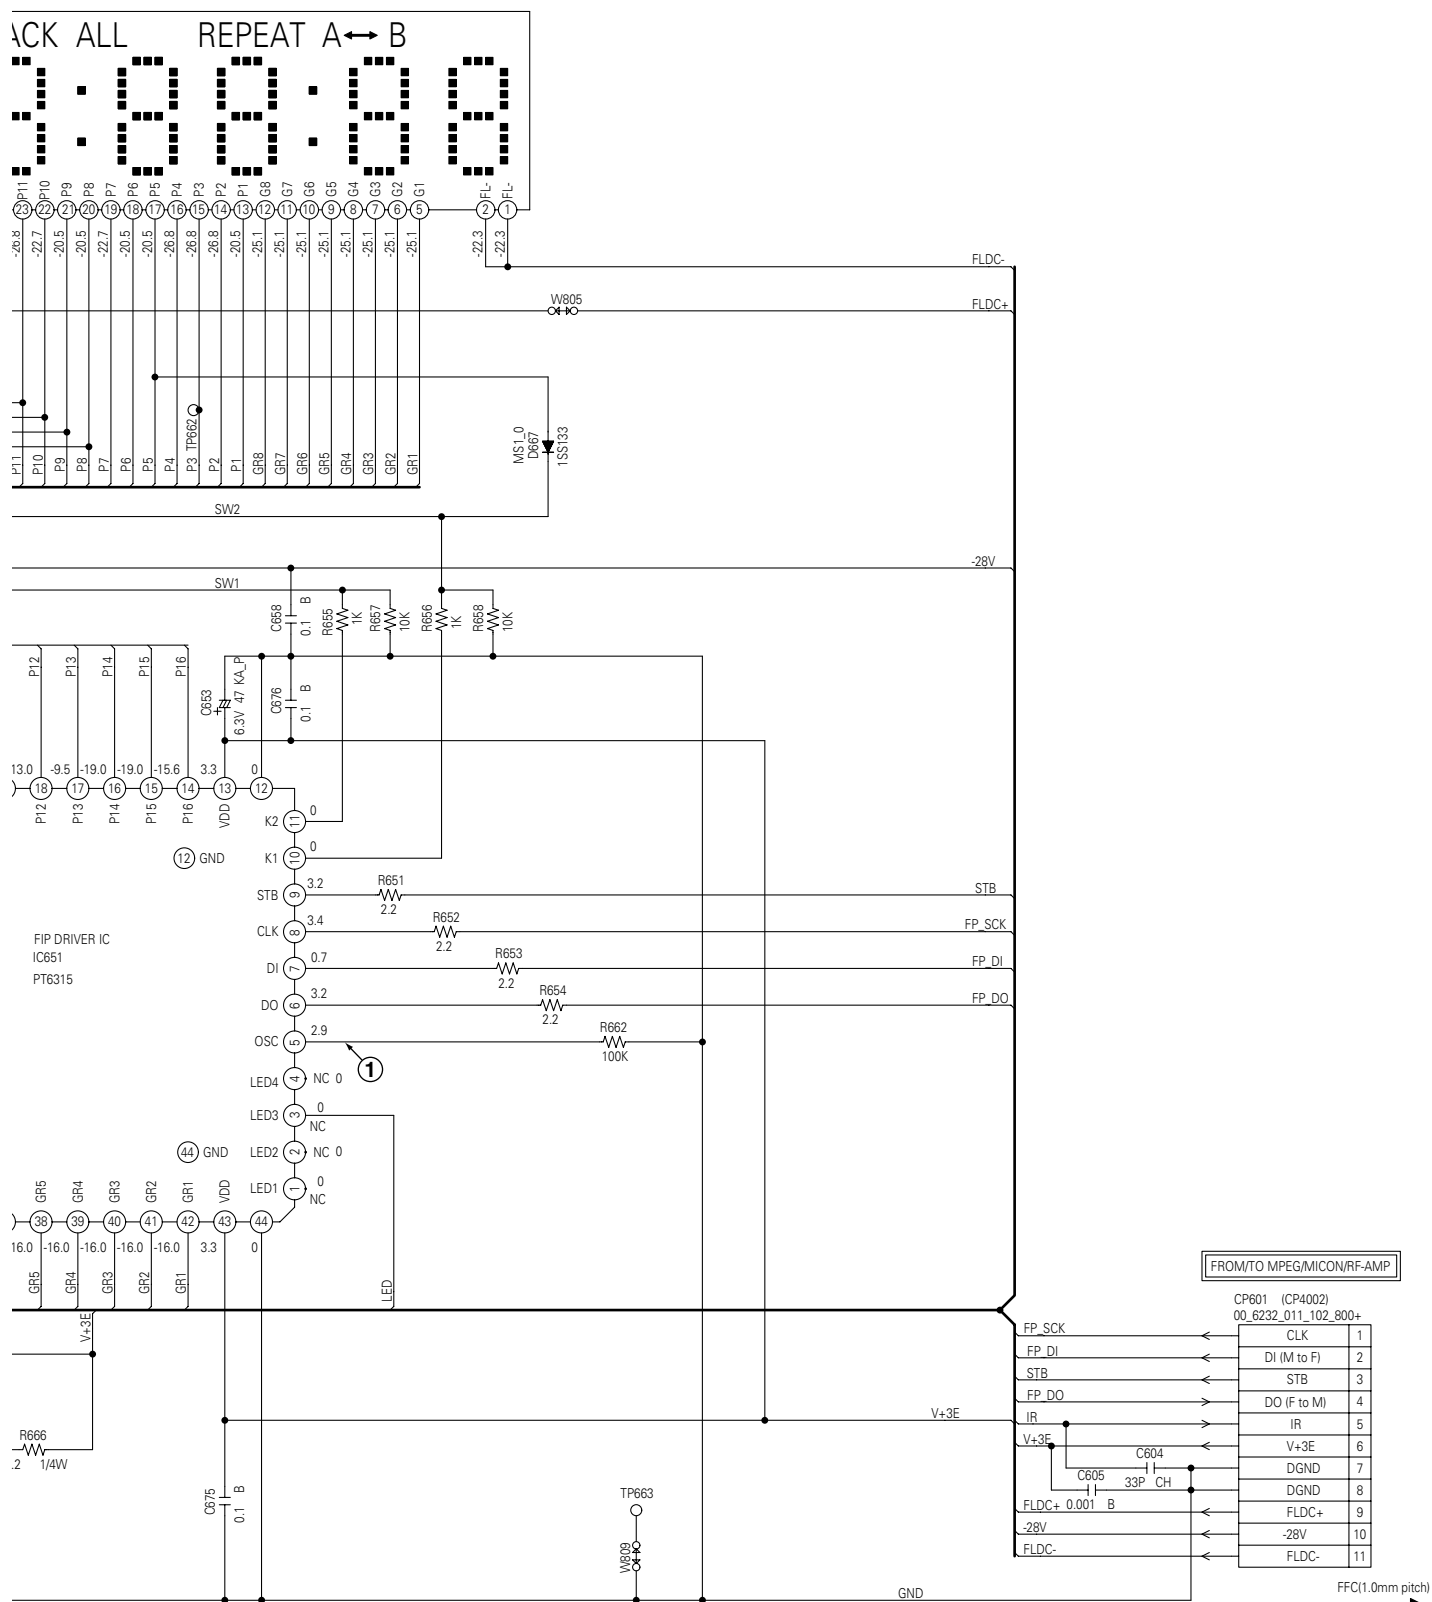 ACK ALL REPEAT A↔B
8:88:88
P11 P10 P9 P8 P7 P6 P5 P4 P3 P2 P1 G8 G7 G6 G5 G4 G3 G2 G1 FL- FL-
23 22 21 20 19 18 17 16 15 14 13 12 11 10 9 8 7 6 5 2 1
-26.8 -22.7 -20.5 -20.5 -22.7 -20.5 -20.5 -26.8 -26.8 -26.8 -20.5 -25.1 -25.1 -25.1 -25.1 -25.1 -25.1 -25.1 -25.1 -22.3 -22.3
FLDC-
W805
FLDC+
TP662
MS1_0
D667
1SS133
P11 P10 P9 P8 P7 P6 P5 P4 P3 P2 P1 GR8 GR7 GR6 GR5 GR4 GR3 GR2 GR1
SW2
-28V
SW1
C658
0.1 B
R655
1K
R657
10K
R656
1K
R658
10K
P12 P13 P14 P15 P16
C653
6.3V 47 KA_P
+
C676
0.1 B
13.0 -9.5 -19.0 -19.0 -15.6 3.3 0
18 17 16 15 14 13 12
P12 P13 P14 P15 P16 VDD
K2 11 0
12 GND
K1 10 0
STB 9 3.2
R651
2.2
STB
CLK 8 3.4
R652
2.2
FP_SCK
FIP DRIVER IC
IC651
PT6315
DI 7 0.7
R653
2.2
FP_DI
DO 6 3.2
R654
2.2
FP_DO
OSC 5 2.9
R662
100K
1
LED4 4 NC 0
LED3 3 0
NC
44 GND
LED2 2 NC 0
LED1 1 0
NC
GR5 GR4 GR3 GR2 GR1 VDD
38 39 40 41 42 43 44
16.0 -16.0 -16.0 -16.0 -16.0 3.3 0
GR5 GR4 GR3 GR2 GR1
LED
V+3E
FROM/TO MPEG/MICON/RF-AMP
CP601 (CP4002)
00_6232_011_102_800+
FP_SCK CLK 1
FP_DI DI (M to F) 2
STB STB 3
FP_DO DO (F to M) 4
V+3E
IR IR 5
V+3E V+3E 6
C604
33P CH
DGND 7
C605
0.001 B
DGND 8
FLDC+ FLDC+ 9
-28V -28V 10
FLDC- FLDC- 11
R666
.2 1/4W
C675
0.1 B
TP663
W809
GND
FFC(1.0mm pitch)